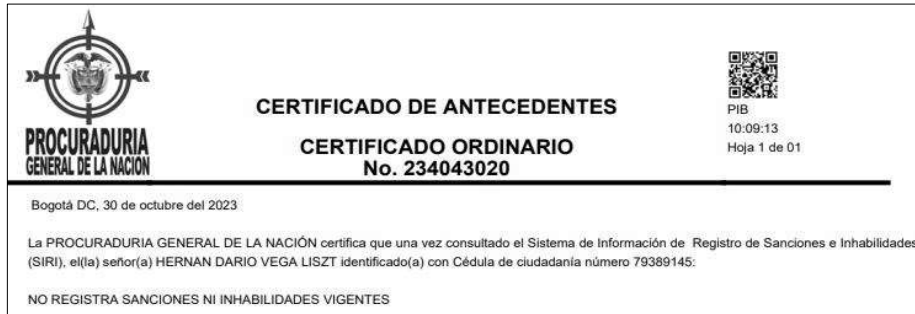 PROCURADURIA
GENERAL DE LA NACION
CERTIFICADO DE ANTECEDENTES
CERTIFICADO ORDINARIO
No. 234043020
PIB
10:09:13
Hoja 1 de 01
Bogotá DC, 30 de octubre del 2023
La PROCURADURIA GENERAL DE LA NACIÓN certifica que una vez consultado el Sistema de Información de Registro de Sanciones e Inhabilidades
(SIRI), el(la) señor(a) HERNAN DARIO VEGA LISZT identificado(a) con Cédula de ciudadanía número 79389145:
NO REGISTRA SANCIONES NI INHABILIDADES VIGENTES